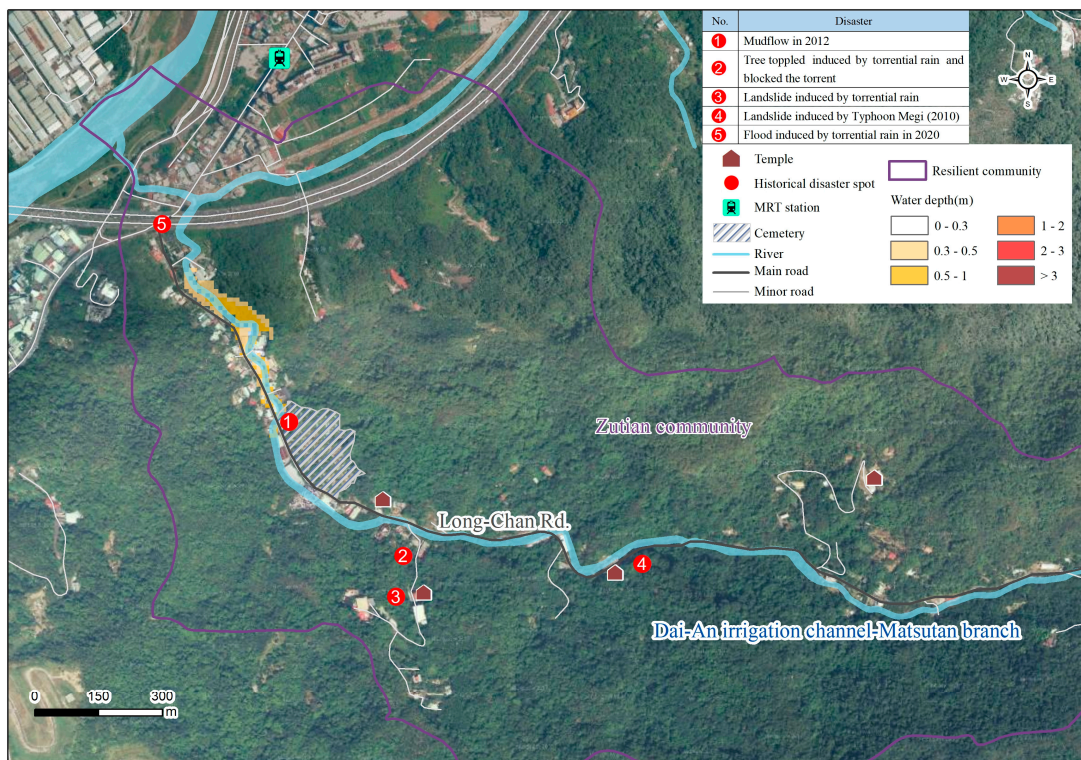 No. Disaster
1 Mudflow in 2012
2 Tree toppled induced by torrential rain and
blocked the torrent
3 Landslide induced by torrential rain
4 Landslide induced by Typhoon Megi (2010)
5 Flood induced by torrential rain in 2020
N
W E
S
Temple
Historical disaster spot
MRT station
Cemetery
River
Main road
Minor road
Resilient community
Water depth(m)
0 - 0.3
0.3 - 0.5
0.5 - 1
1 - 2
2 - 3
> 3
5
1
Zutian community
Long-Chan Rd.
2
4
3
Dai-An irrigation channel-Matsutan branch
0 150 300
m